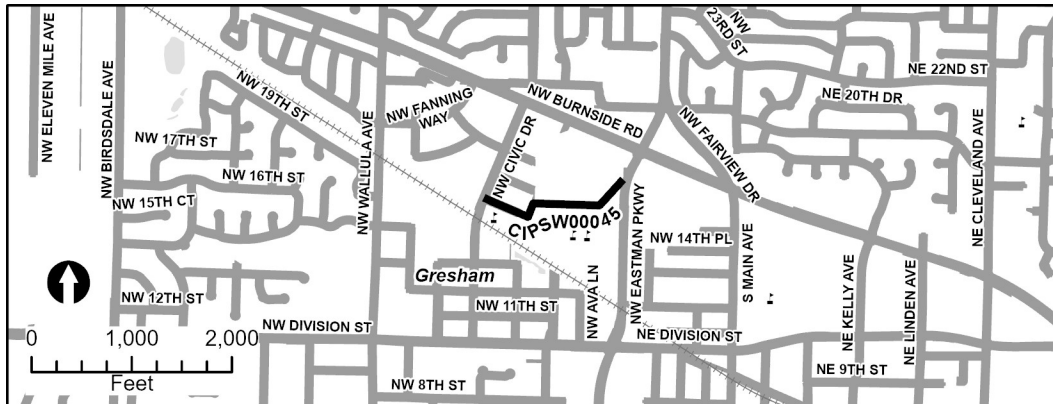 NW ELEVEN MILE AVE
NW BIRDSDALE AVE
NW 19TH ST
NW 17TH ST
NW 16TH ST
NW 15TH CT
NW 12TH ST
NW WALLULA AVE
NW FANNING
WAY
NW CIVIC DR
NW BURNSIDE RD
NW
23RD ST
NE 22ND ST
NE 20TH DR
NW FAIRVIEW DR
NE CLEVELAND AVE
CIPSW00045
NW EASTMAN PKWY
NW 14TH PL
S MAIN AVE
Gresham
NW 11TH ST
NW AVA LN
NW DIVISION ST
NE DIVISION ST
NE KELLY AVE
NE LINDEN AVE
NE 9TH ST
NW 8TH ST
0 1,000 2,000
Feet